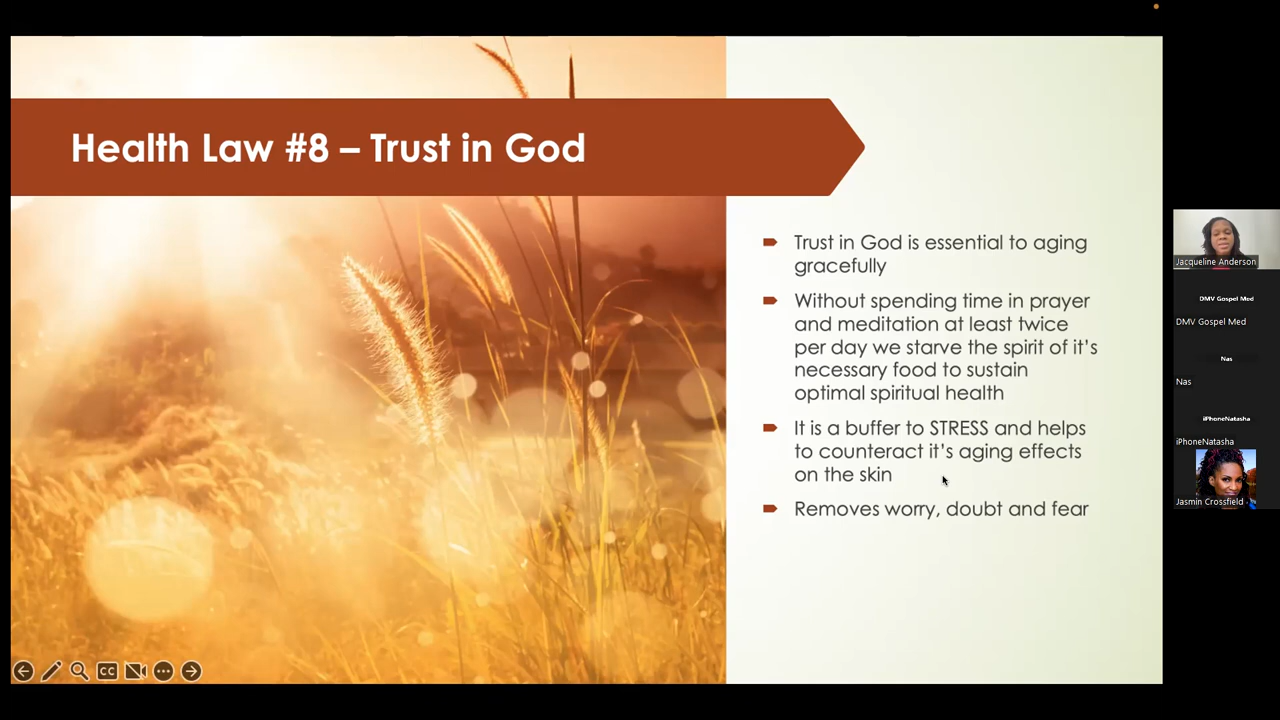 Health Law #8 – Trust in God
Trust in God is essential to aging
gracefully
Without spending time in prayer
and meditation at least twice
per day we starve the spirit of it's
necessary food to sustain
optimal spiritual health
It is a buffer to STRESS and helps
to counteract it's aging effects
on the skin
Removes worry, doubt and fear
Jacqueline Anderson
DMV Gospel Med
DMV Gospel Med
Nas
Nas
iPhoneNatasha
iPhoneNatasha
Jasmin Crossfield
CC